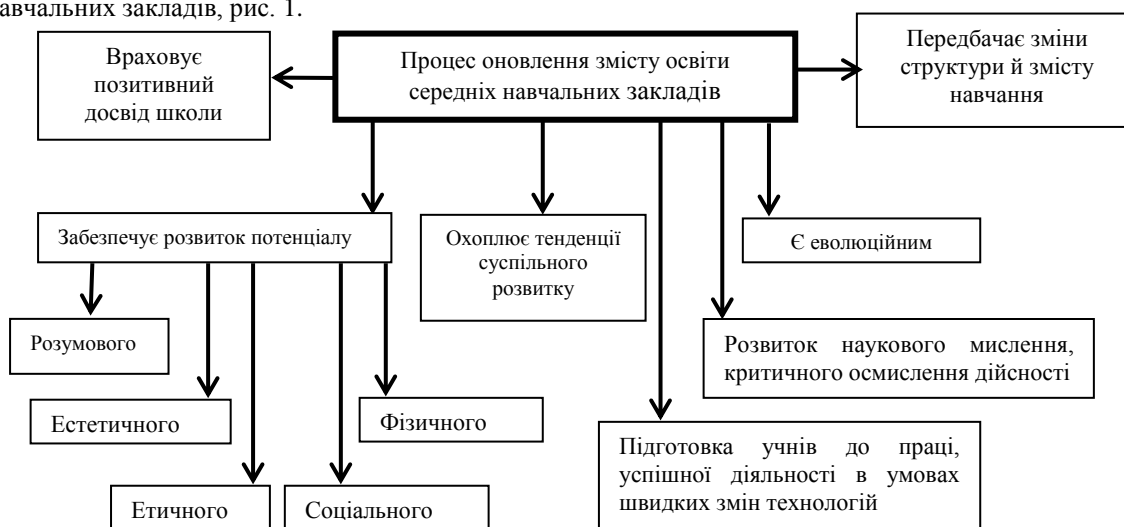 авчальних закладів, рис. 1.
Враховує
позитивний
досвід школи
Процес оновлення змісту освіти
середніх навчальних закладів
Передбачає зміни
структури й змісту
навчання
Забезпечує розвиток потенціалу
Охоплює тенденції
суспільного
розвитку
Є еволюційним
Розумового
Розвиток наукового мислення,
критичного осмислення дійсності
Естетичного
Фізичного
Підготовка учнів до праці,
успішної діяльності в умовах
швидких змін технологій
Етичного
Соціального